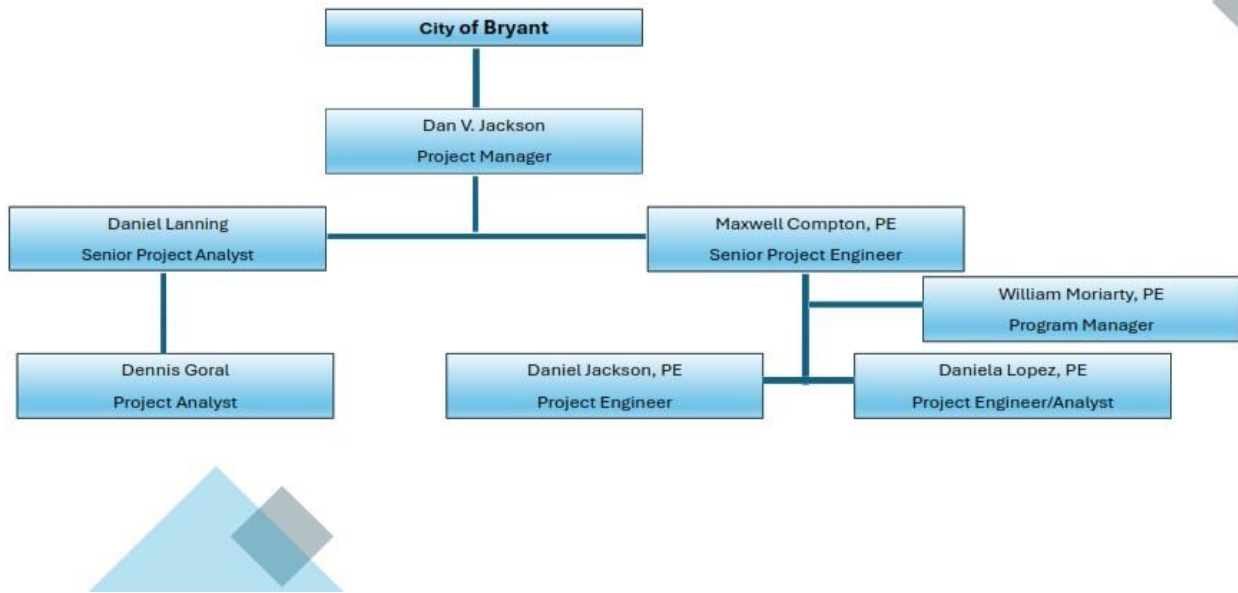 City of Bryant
Dan V. Jackson
Project Manager
Daniel Lanning
Senior Project Analyst
Maxwell Compton, PE
Senior Project Engineer
William Moriarty, PE
Program Manager
Dennis Goral
Project Analyst
Daniel Jackson, PE
Project Engineer
Daniela Lopez, PE
Project Engineer/Analyst